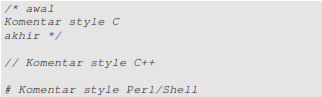 /* awal
Komentar style C
akhir */
// Komentar style C++
# Komentar style Perl/Shell